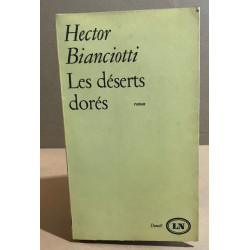 Hector
Bianciotti
Les déserts
dorés
roman
Denoël
LN